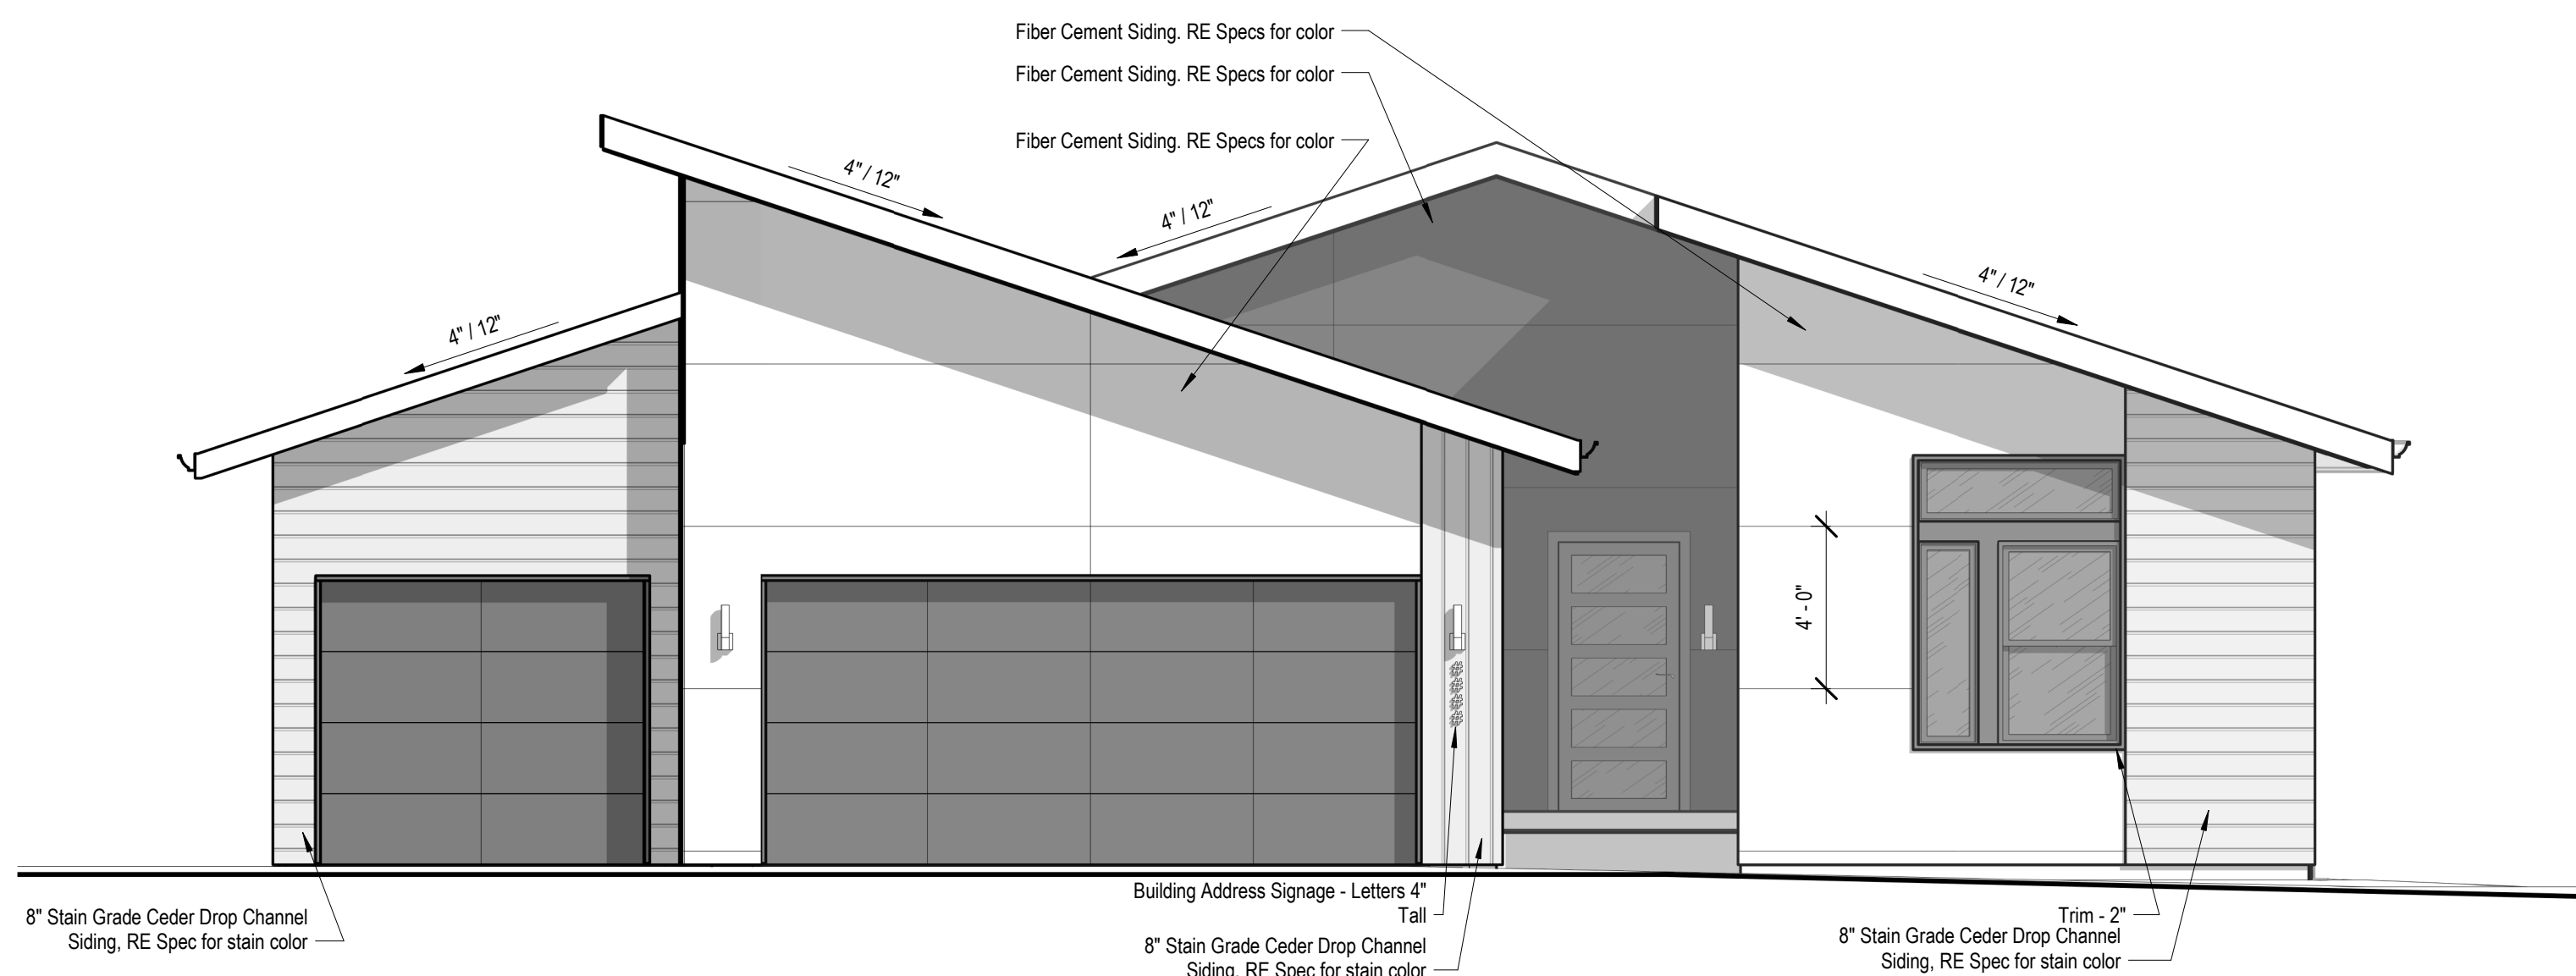 Fiber Cement Siding. RE Specs for color
Fiber Cement Siding. RE Specs for color
Fiber Cement Siding. RE Specs for color
4" / 12"
4" / 12"
4" / 12"
4" / 12"
4' - 0"
Building Address Signage - Letters 4"
Tall
8" Stain Grade Ceder Drop Channel
Siding, RE Spec for stain color
8" Stain Grade Ceder Drop Channel
Siding, RE Spec for stain color
Trim - 2"
8" Stain Grade Ceder Drop Channel
Siding, RE Spec for stain color